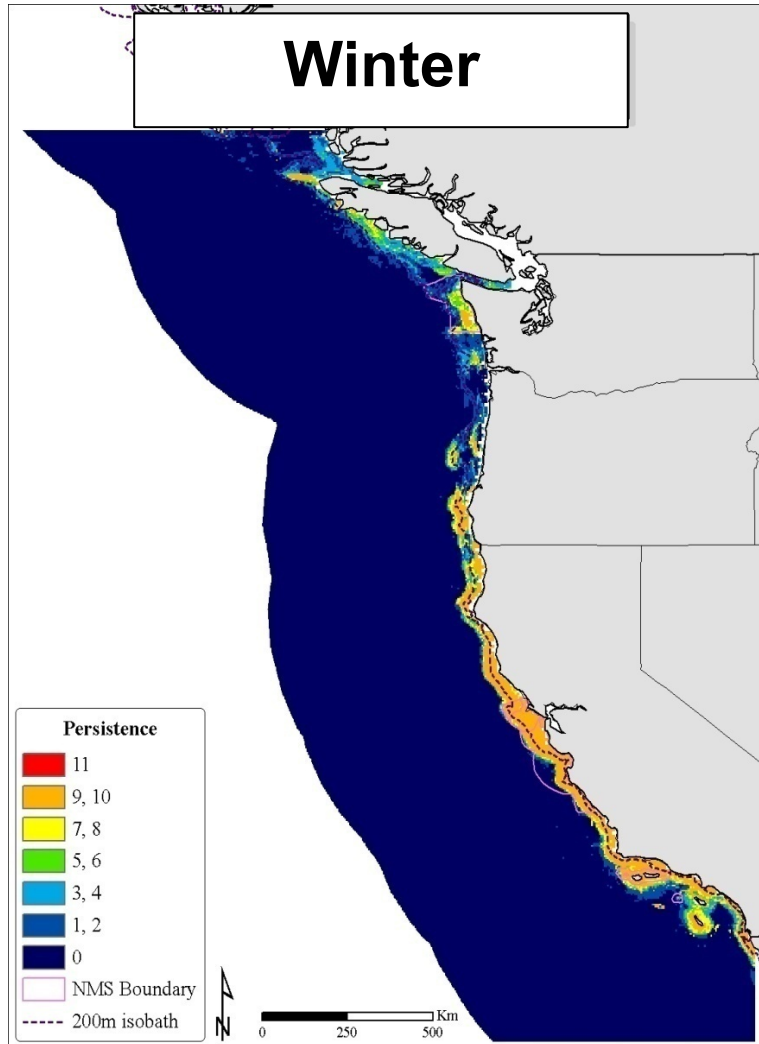 Winter
Persistence
11
9, 10
7, 8
5, 6
3, 4
1, 2
0
NMS Boundary
200m isobath
N
Km
0 250 500